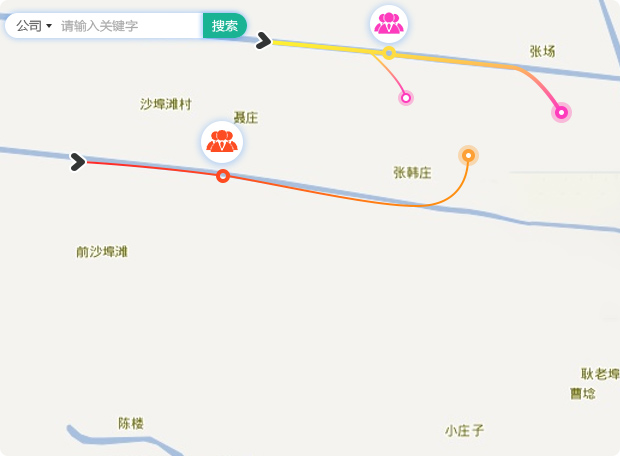 公司 请输入关键字 搜索
张场
沙埠滩村
聂庄
张韩庄
前沙埠滩
耿老埠
曹埝
陈楼
小庄子